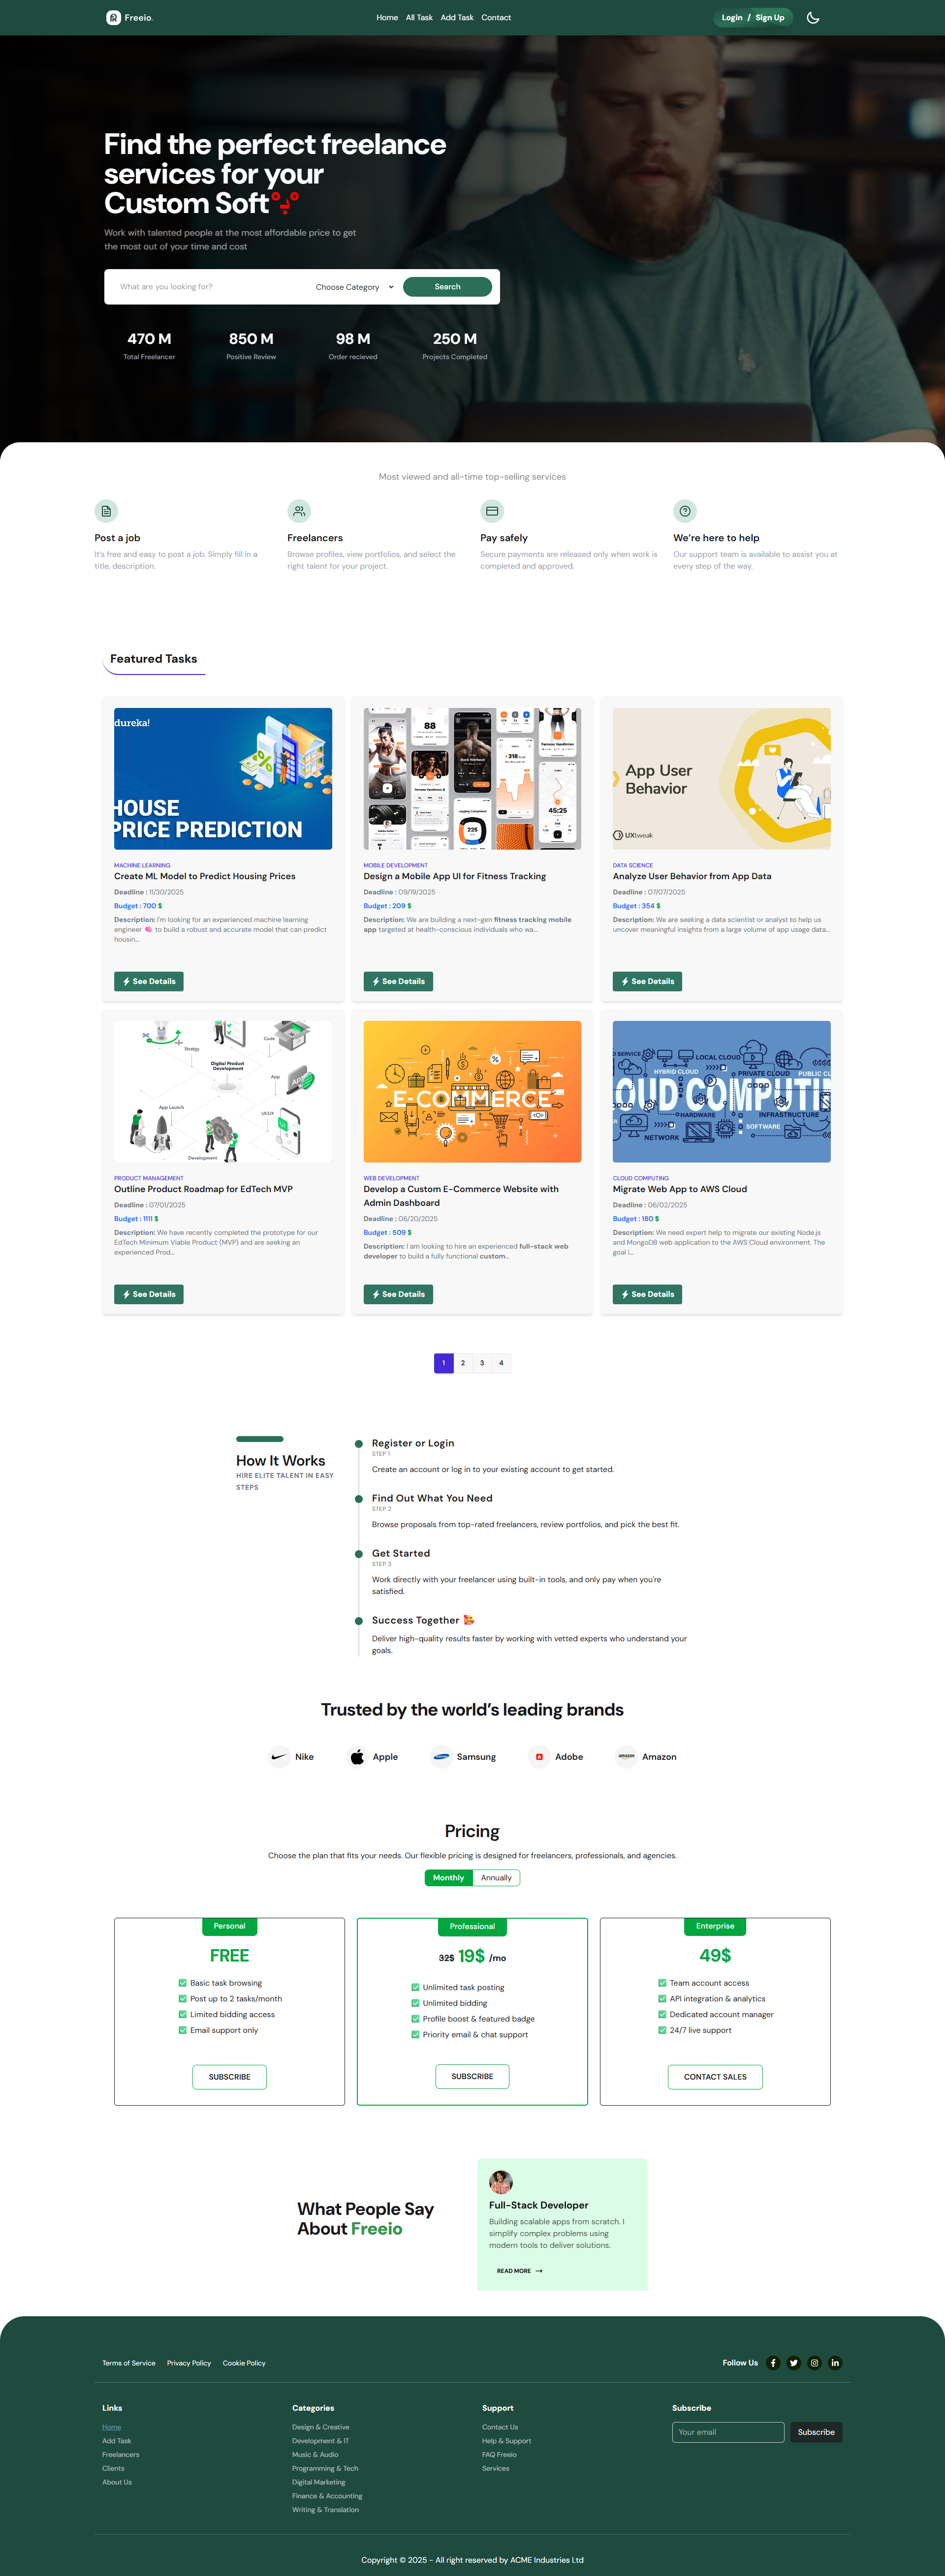 Freeio.
Home All Task Add Task Contact
Login / Sign Up
Find the perfect freelance
services for your
Custom Soft
Work with talented people at the most affordable price to get
the most out of your time and cost
What are you looking for?
Choose Category
Search
470 M
Total Freelancer
850 M
Positive Review
98 M
Order recieved
250 M
Projects Completed
Most viewed and all-time top-selling services
Post a job
It's free and easy to post a job. Simply fill in a
title, description.
Freelancers
Browse profiles, view portfolios, and select the
right talent for your project.
Pay safely
Secure payments are released only when work is
completed and approved.
We're here to help
Our support team is available to assist you at
every step of the way.
Featured Tasks
dureka!
HOUSE
PRICE PREDICTION
MACHINE LEARNING
Create ML Model to Predict Housing Prices
Deadline : 11/30/2025
Budget : 700 $
Description: I'm looking for an experienced machine learning
engineer 🧠 to build a robust and accurate model that can predict
housin...
See Details
88
318
225
45:25
MOBILE DEVELOPMENT
Design a Mobile App UI for Fitness Tracking
Deadline : 09/19/2025
Budget : 209 $
Description: We are building a next-gen fitness tracking mobile
app targeted at health-conscious individuals who wa...
See Details
App User
Behavior
UXtweak
DATA SCIENCE
Analyze User Behavior from App Data
Deadline : 07/07/2025
Budget : 354 $
Description: We are seeking a data scientist or analyst to help us
uncover meaningful insights from a large volume of app usage data...
See Details
Code
Digital Product
Development
App
App Launch
UI/UX
Development
PRODUCT MANAGEMENT
Outline Product Roadmap for EdTech MVP
Deadline : 07/01/2025
Budget : 1111 $
Description: We have recently completed the prototype for our
EdTech Minimum Viable Product (MVP) and are seeking an
experienced Prod...
See Details
E-COMMERCE
WEB DEVELOPMENT
Develop a Custom E-Commerce Website with
Admin Dashboard
Deadline : 06/20/2025
Budget : 509 $
Description: I am looking to hire an experienced full-stack web
developer to build a fully functional custom...
See Details
D SERVICE
LOCAL CLOUD
HYBRID CLOUD
PRIVATE CLOUD
PUBLIC CL
OUD COMPUTI
HARDWARE
INFRASTRUCTURE
SOFTWARE
NETWORK
CLOUD COMPUTING
Migrate Web App to AWS Cloud
Deadline : 06/02/2025
Budget : 180 $
Description: We need expert help to migrate our existing Node.js
and MongoDB web application to the AWS Cloud environment. The
goal i...
See Details
1 2 3 4
How It Works
HIRE ELITE TALENT IN EASY
STEPS
Register or Login
STEP 1
Create an account or log in to your existing account to get started.
Find Out What You Need
STEP 2
Browse proposals from top-rated freelancers, review portfolios, and pick the best fit.
Get Started
STEP 3
Work directly with your freelancer using built-in tools, and only pay when you're
satisfied.
Success Together 🥰
Deliver high-quality results faster by working with vetted experts who understand your
goals.
Trusted by the world's leading brands
Nike
Apple
Samsung
Adobe
amazon
Amazon
Pricing
Choose the plan that fits your needs. Our flexible pricing is designed for freelancers, professionals, and agencies.
Monthly Annually
Personal
FREE
✅ Basic task browsing
✅ Post up to 2 tasks/month
✅ Limited bidding access
✅ Email support only
SUBSCRIBE
Professional
32$ 19$ /mo
✅ Unlimited task posting
✅ Unlimited bidding
✅ Profile boost & featured badge
✅ Priority email & chat support
SUBSCRIBE
Enterprise
49$
✅ Team account access
✅ API integration & analytics
✅ Dedicated account manager
✅ 24/7 live support
CONTACT SALES
What People Say
About Freeio
Full-Stack Developer
Building scalable apps from scratch. I
simplify complex problems using
modern tools to deliver solutions.
READ MORE →
Terms of Service Privacy Policy Cookie Policy
Follow Us
Links
Home
Add Task
Freelancers
Clients
About Us
Categories
Design & Creative
Development & IT
Music & Audio
Programming & Tech
Digital Marketing
Finance & Accounting
Writing & Translation
Support
Contact Us
Help & Support
FAQ Freeio
Services
Subscribe
Your email
Subscribe
Copyright © 2025 - All right reserved by ACME Industries Ltd